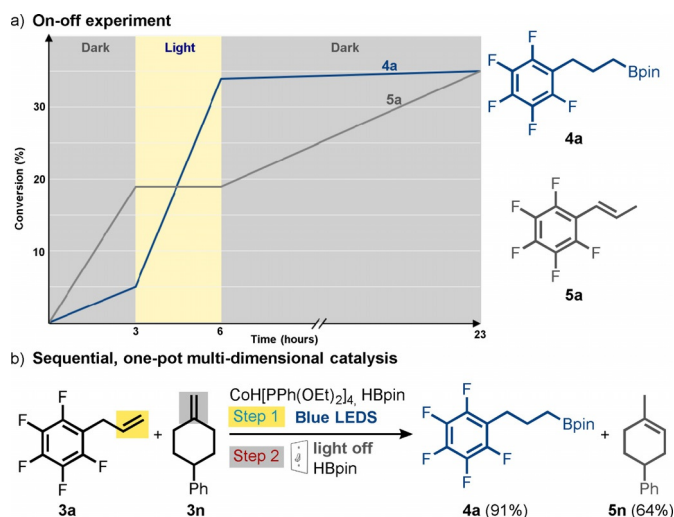 a) On-off experiment
Dark
Light
Dark
4a
5a
30
20
10
Conversion (%)
3
6
23
Time (hours)
F
F
F
F
F
Bpin
4a
F
F
F
F
F
5a
b) Sequential, one-pot multi-dimensional catalysis
F
F
F
F
F
3a
+
Ph
3n
CoH[PPh(OEt)2]4, HBpin
Step 1 Blue LEDS
Step 2 light off
HBpin
F
F
F
F
F
Bpin
4a (91%)
+
Ph
5n (64%)